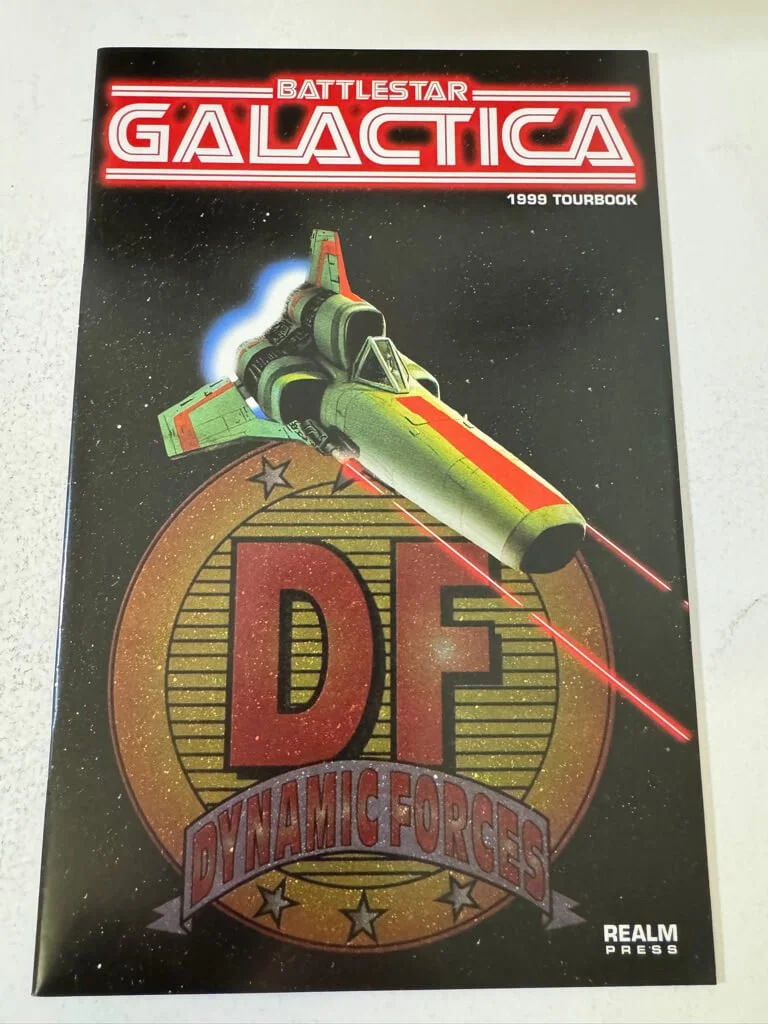 BATTLESTAR
GALACTICA
1999 TOURBOOK
DF
DYNAMIC FORCES
REALM
PRESS